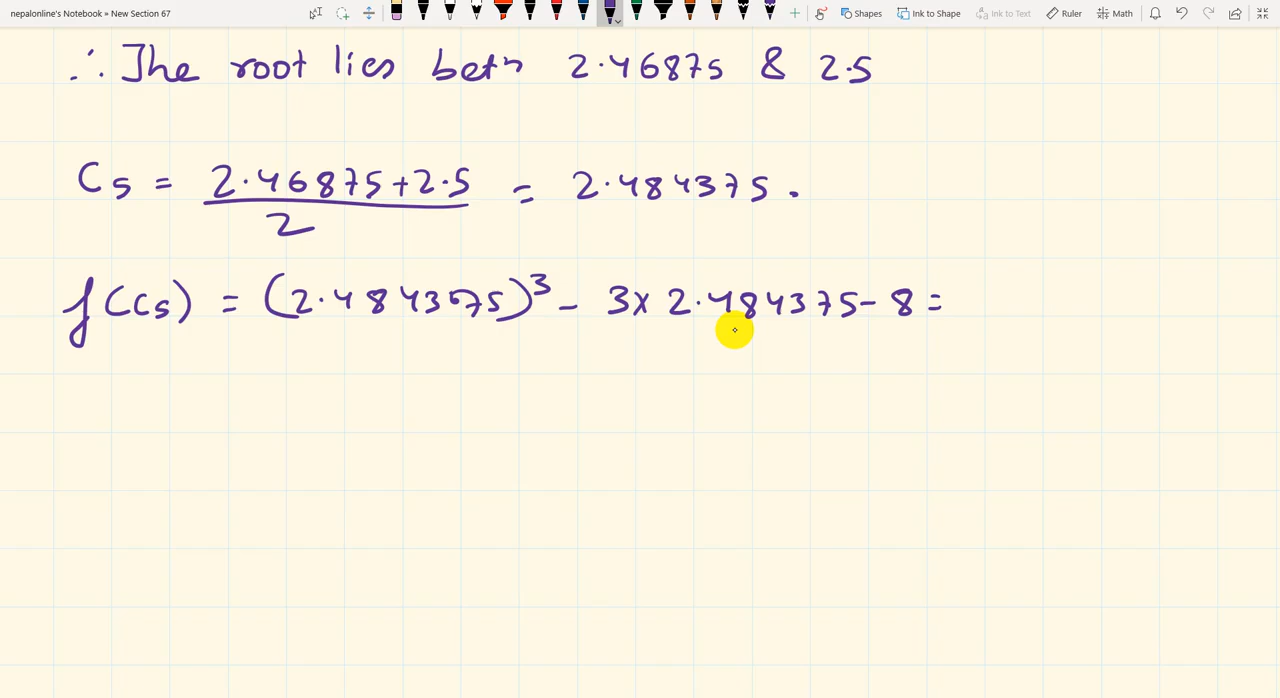 nepalonline's Notebook » New Section 67
Shapes Ink to Shape Ink to Text Ruler Math
∴ The root lies betn 2.46875 & 2.5
C5 = 2.46875+2.5 / 2 = 2.484375.
f(C5) = (2.484375)³ - 3x 2.484375 - 8 =